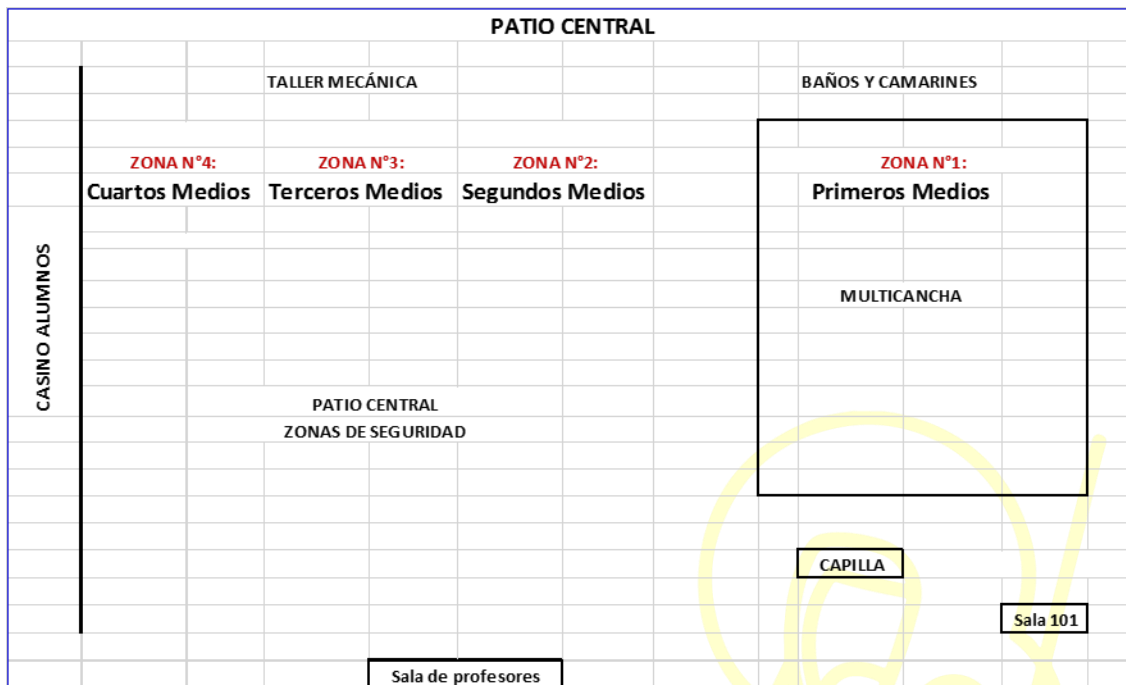 PATIO CENTRAL
TALLER MECÁNICA
BAÑOS Y CAMARINES
ZONA N°4:
Cuartos Medios
ZONA N°3:
Terceros Medios
ZONA N°2:
Segundos Medios
ZONA N°1:
Primeros Medios
CASINO ALUMNOS
MULTICANCHA
PATIO CENTRAL
ZONAS DE SEGURIDAD
CAPILLA
Sala 101
Sala de profesores